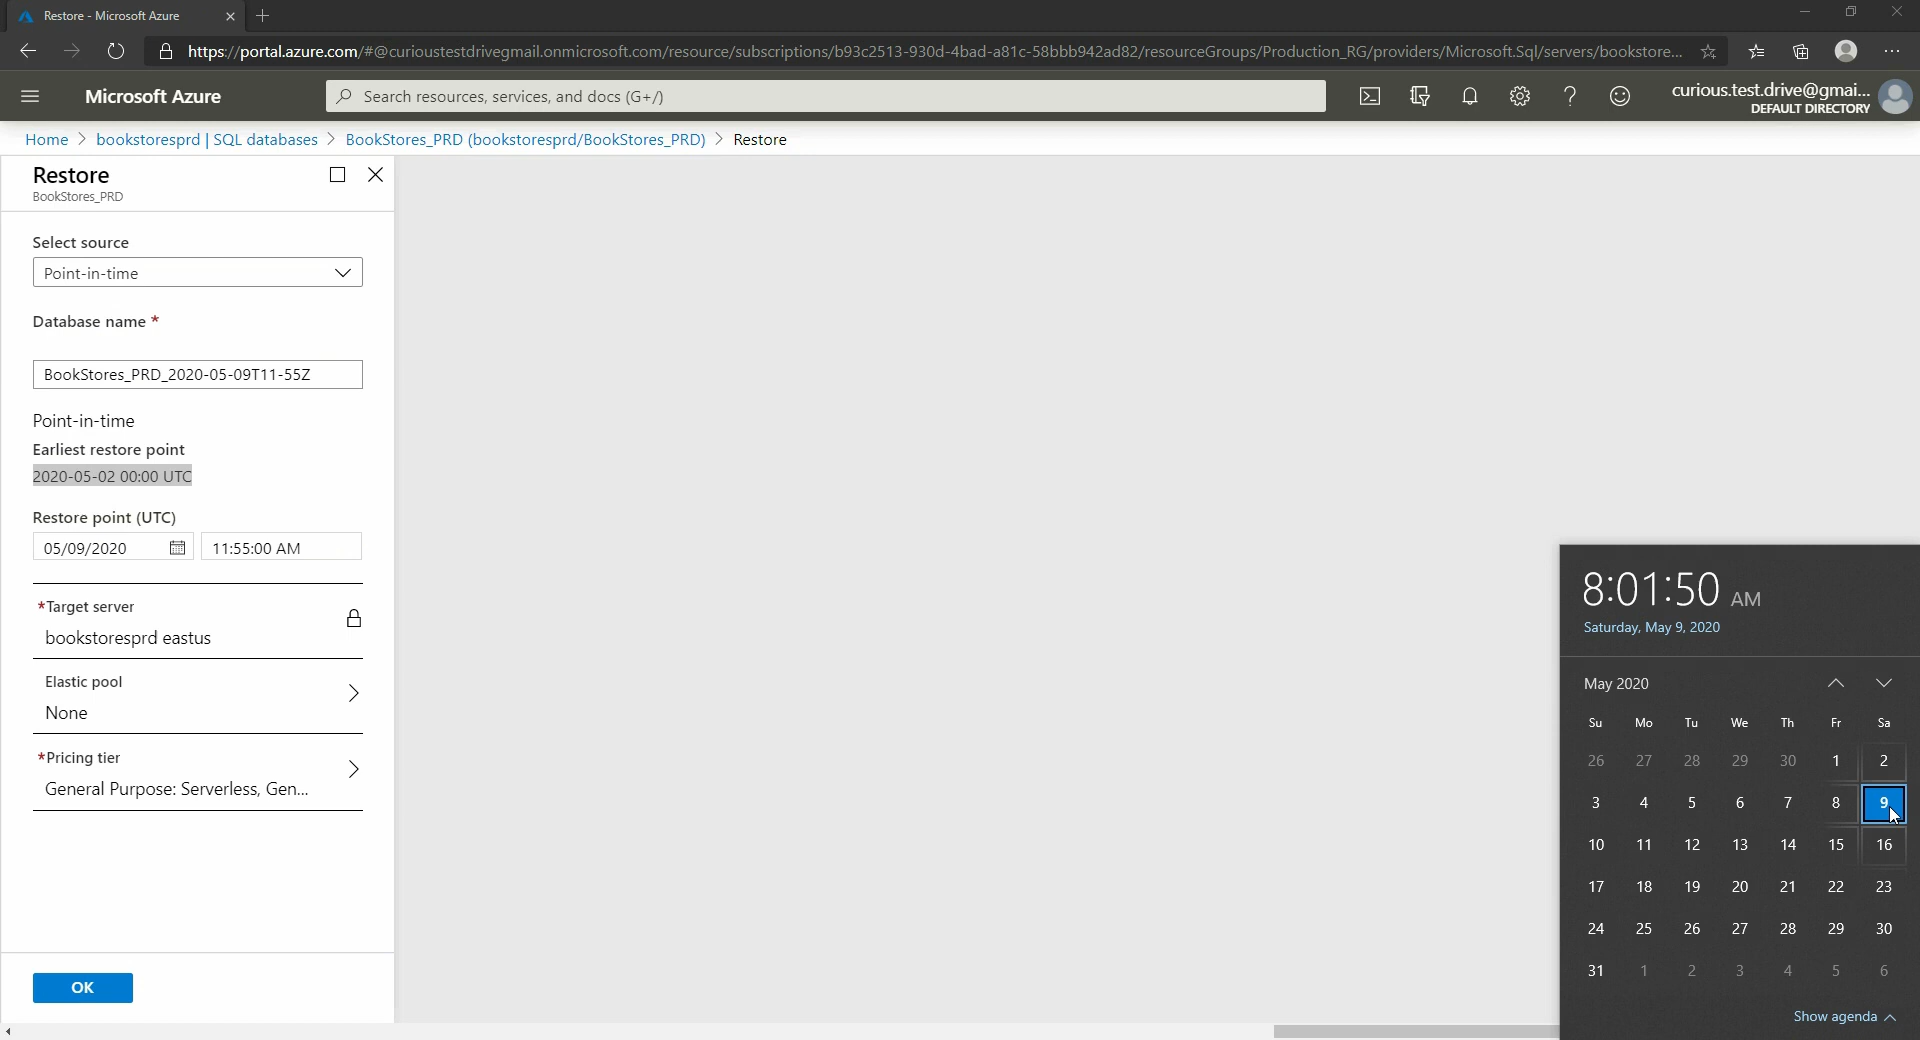 Restore - Microsoft Azure
https://portal.azure.com/#@curioustestdrivegmail.onmicrosoft.com/resource/subscriptions/b93c2513-930d-4bad-a81c-58bbb942ad82/resourceGroups/Production_RG/providers/Microsoft.Sql/servers/bookstore...
Microsoft Azure
Search resources, services, and docs (G+/)
curious.test.drive@gmai...
DEFAULT DIRECTORY
Home > bookstoresprd | SQL databases > BookStores_PRD (bookstoresprd/BookStores_PRD) > Restore
Restore
BookStores_PRD
Select source
Point-in-time
Database name *
BookStores_PRD_2020-05-09T11-55Z
Point-in-time
Earliest restore point
2020-05-02 00:00 UTC
Restore point (UTC)
05/09/2020 11:55:00 AM
*Target server
bookstoresprd eastus
Elastic pool
None
*Pricing tier
General Purpose: Serverless, Gen...
OK
8:01:50 AM
Saturday, May 9, 2020
May 2020
Su Mo Tu We Th Fr Sa
26 27 28 29 30 1 2
3 4 5 6 7 8 9
10 11 12 13 14 15 16
17 18 19 20 21 22 23
24 25 26 27 28 29 30
31 1 2 3 4 5 6
Show agenda